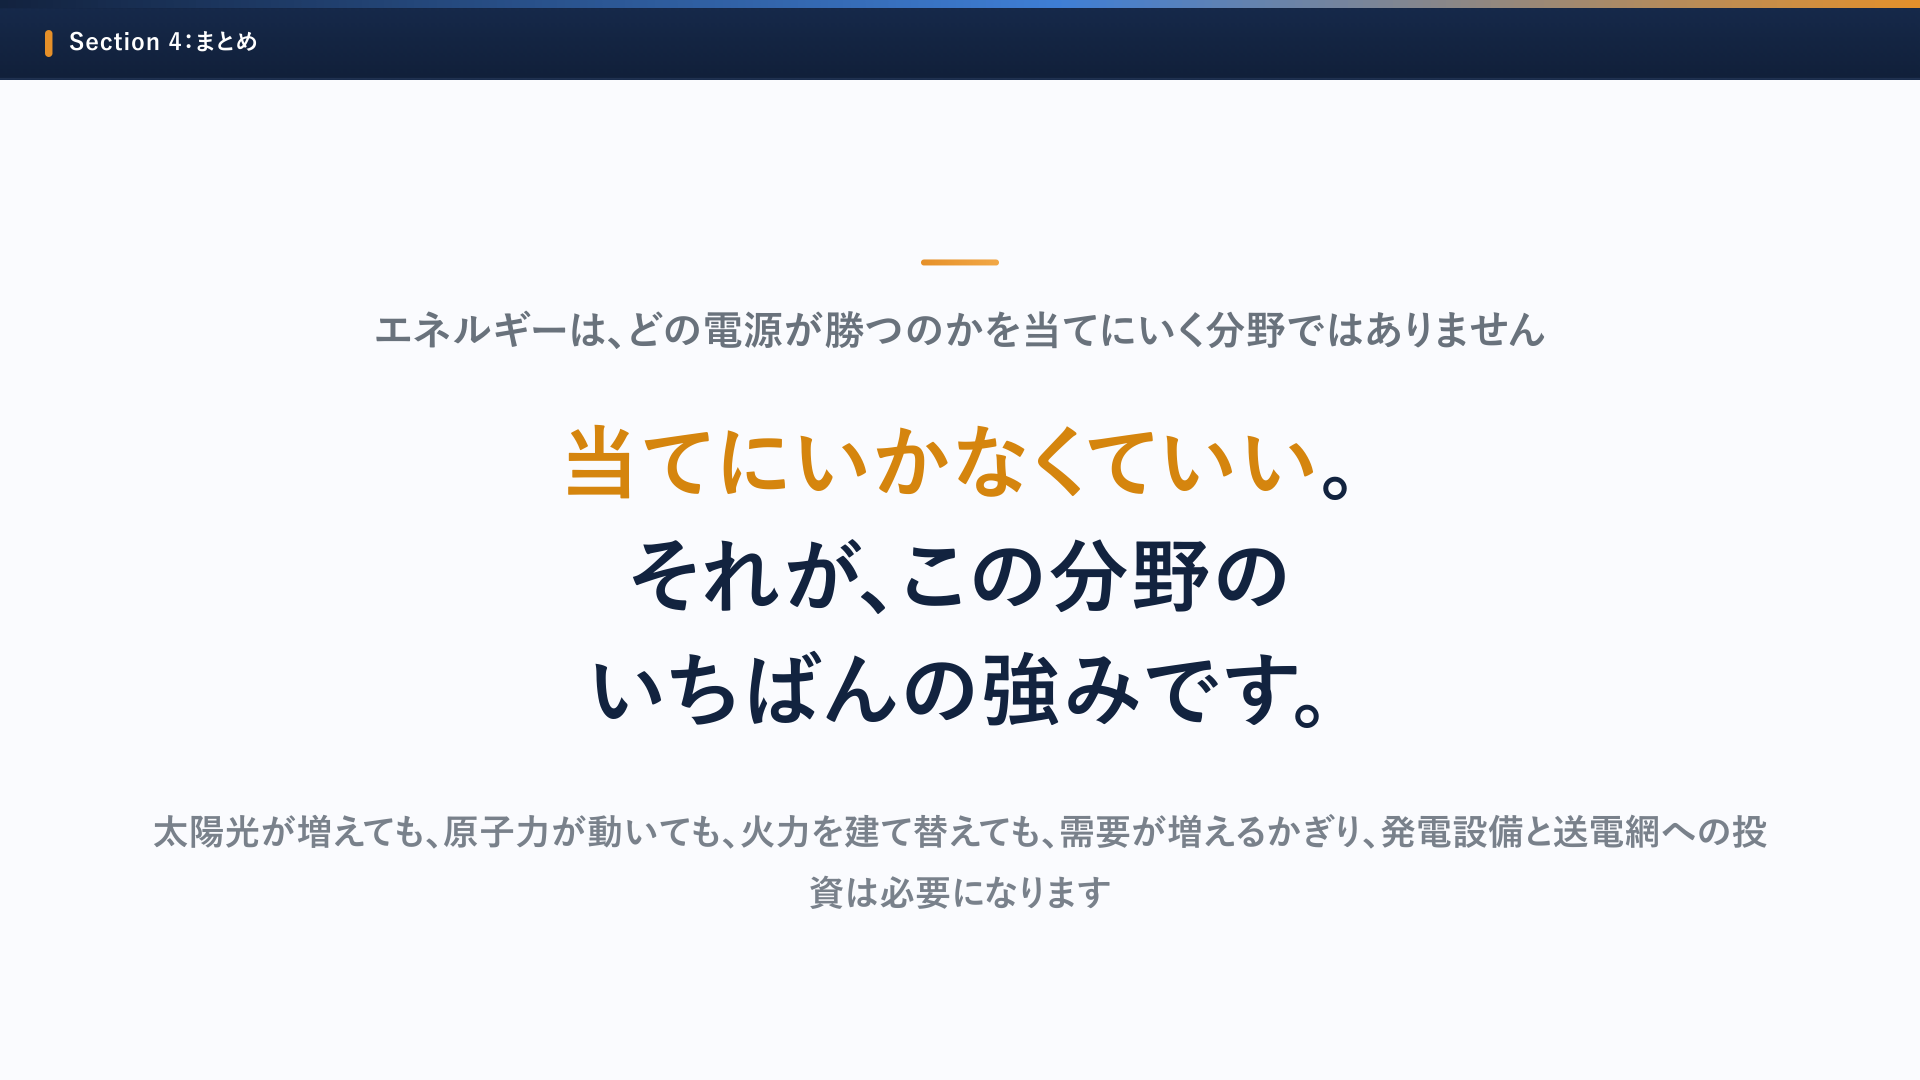 Section 4：まとめ
エネルギーは、どの電源が勝つのかを当てにいく分野ではありません
当てにいかなくていい。
それが、この分野の
いちばんの強みです。
太陽光が増えても、原子力が動いても、火力を建て替えても、需要が増えるかぎり、発電設備と送電網への投
資は必要になります